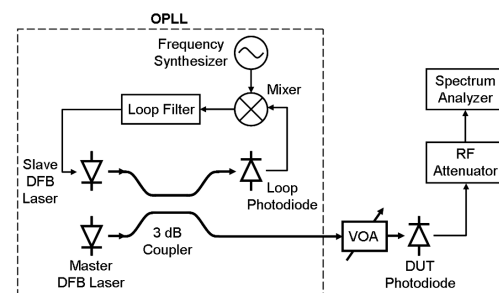 OPLL
Frequency
Synthesizer
Mixer
Loop Filter
Spectrum
Analyzer
Slave
DFB
Laser
Loop
Photodiode
RF
Attenuator
3 dB
Coupler
VOA
Master
DFB Laser
DUT
Photodiode